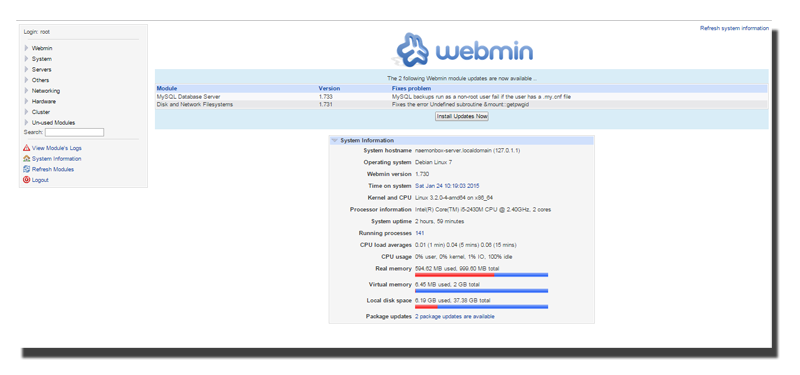 Login: root
Webmin
System
Servers
Others
Networking
Hardware
Cluster
Un-used Modules
Search:
View Module's Logs
System Information
Refresh Modules
Logout
Refresh system information
webmin
The 2 following Webmin module updates are now available .
Module Version Fixes problem
MySQL Database Server 1.733 MySQL backups run as a non-root user fail if the user has a .my.cnf file
Disk and Network Filesystems 1.731 Fixes the error Undefined subroutine &mount::getpwgid
Install Updates Now
System Information
System hostname naemonbox-server.localdomain (127.0.1.1)
Operating system Debian Linux 7
Webmin version 1.730
Time on system Sat Jan 24 10:19:03 2015
Kernel and CPU Linux 3.2.0-4-amd64 on x86_64
Processor information Intel(R) Core(TM) i5-2430M CPU @ 2.40GHz, 2 cores
System uptime 2 hours, 59 minutes
Running processes 141
CPU load averages 0.01 (1 min) 0.04 (5 mins) 0.06 (15 mins)
CPU usage 0% user, 0% kernel, 1% IO, 100% idle
Real memory 594.62 MB used, 999.60 MB total
Virtual memory 6.45 MB used, 2 GB total
Local disk space 6.19 GB used, 37.38 GB total
Package updates 2 package updates are available